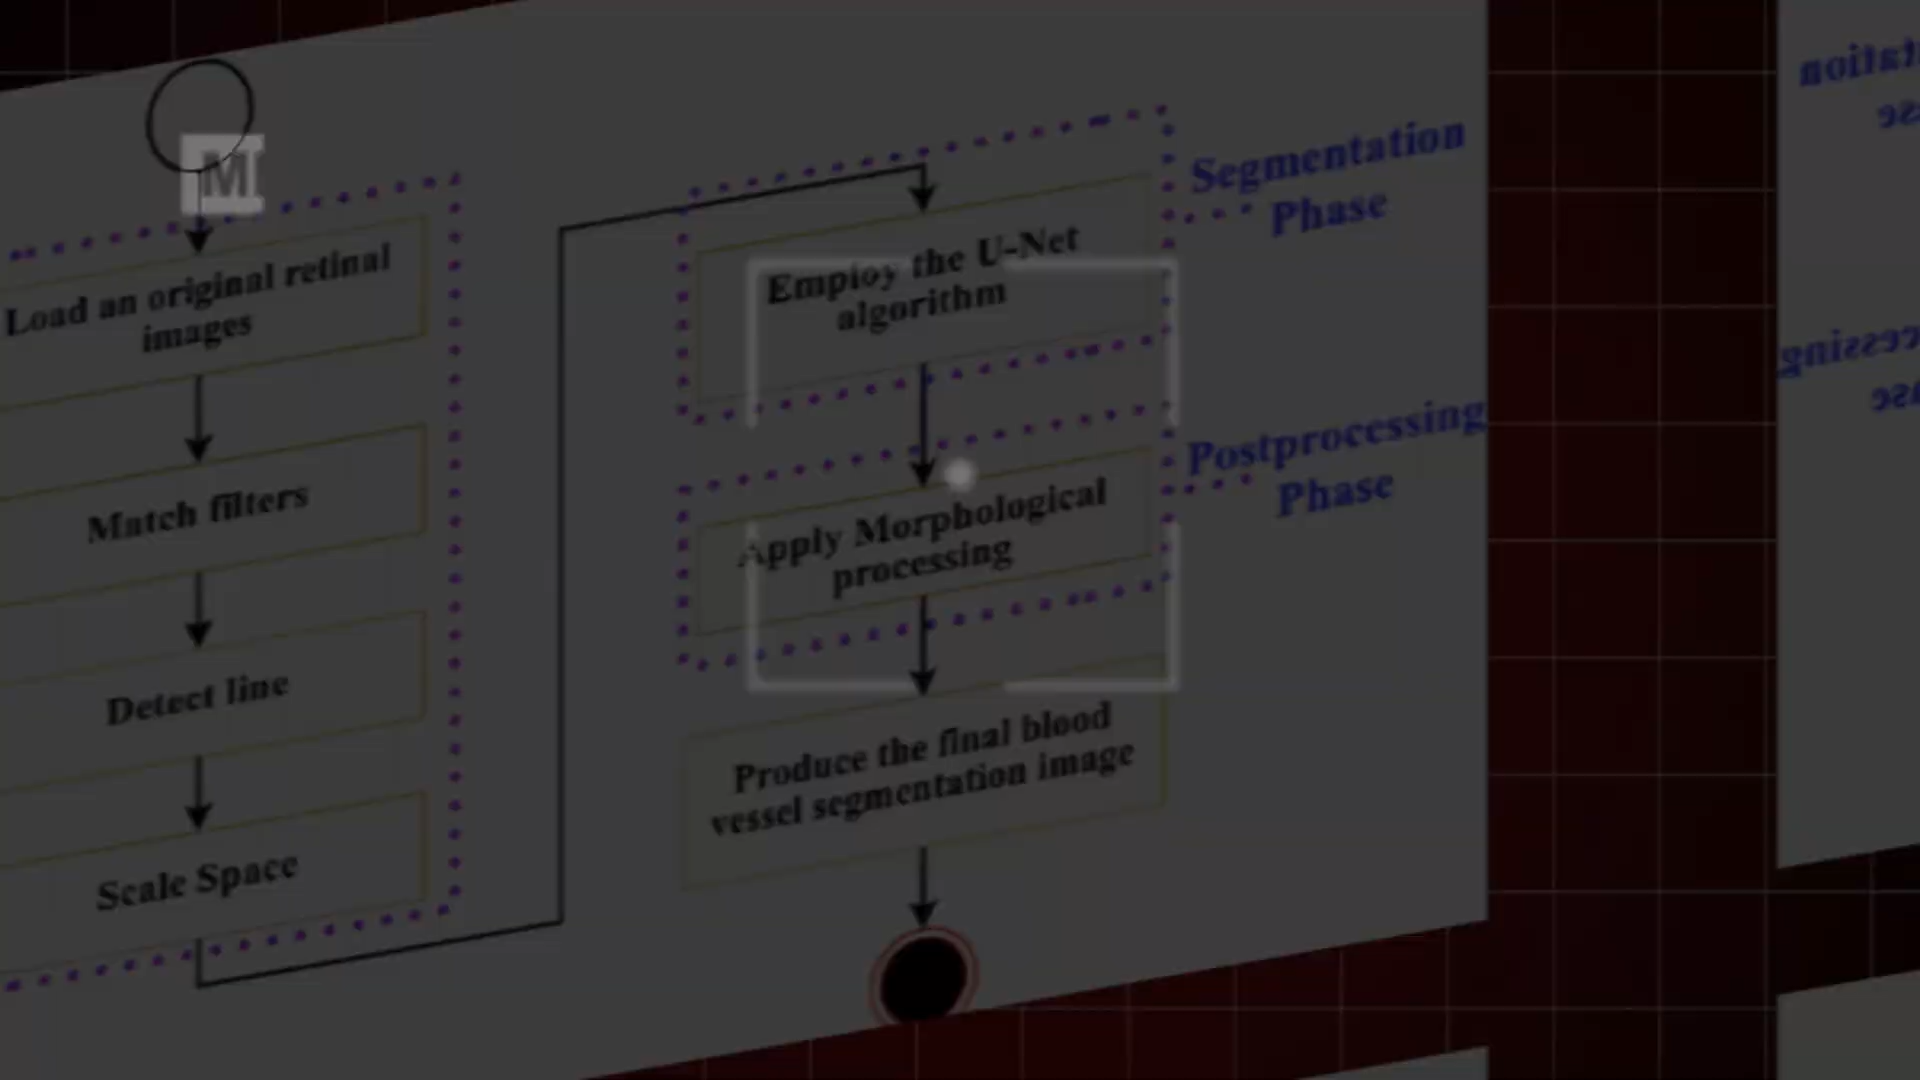 M
Load an original retinal
images
Match filters
Detect line
Scale Space
Employ the U-Net
algorithm
Apply Morphological
processing
Produce the final blood
vessel segmentation image
Segmentation
Phase
Postprocessing
Phase